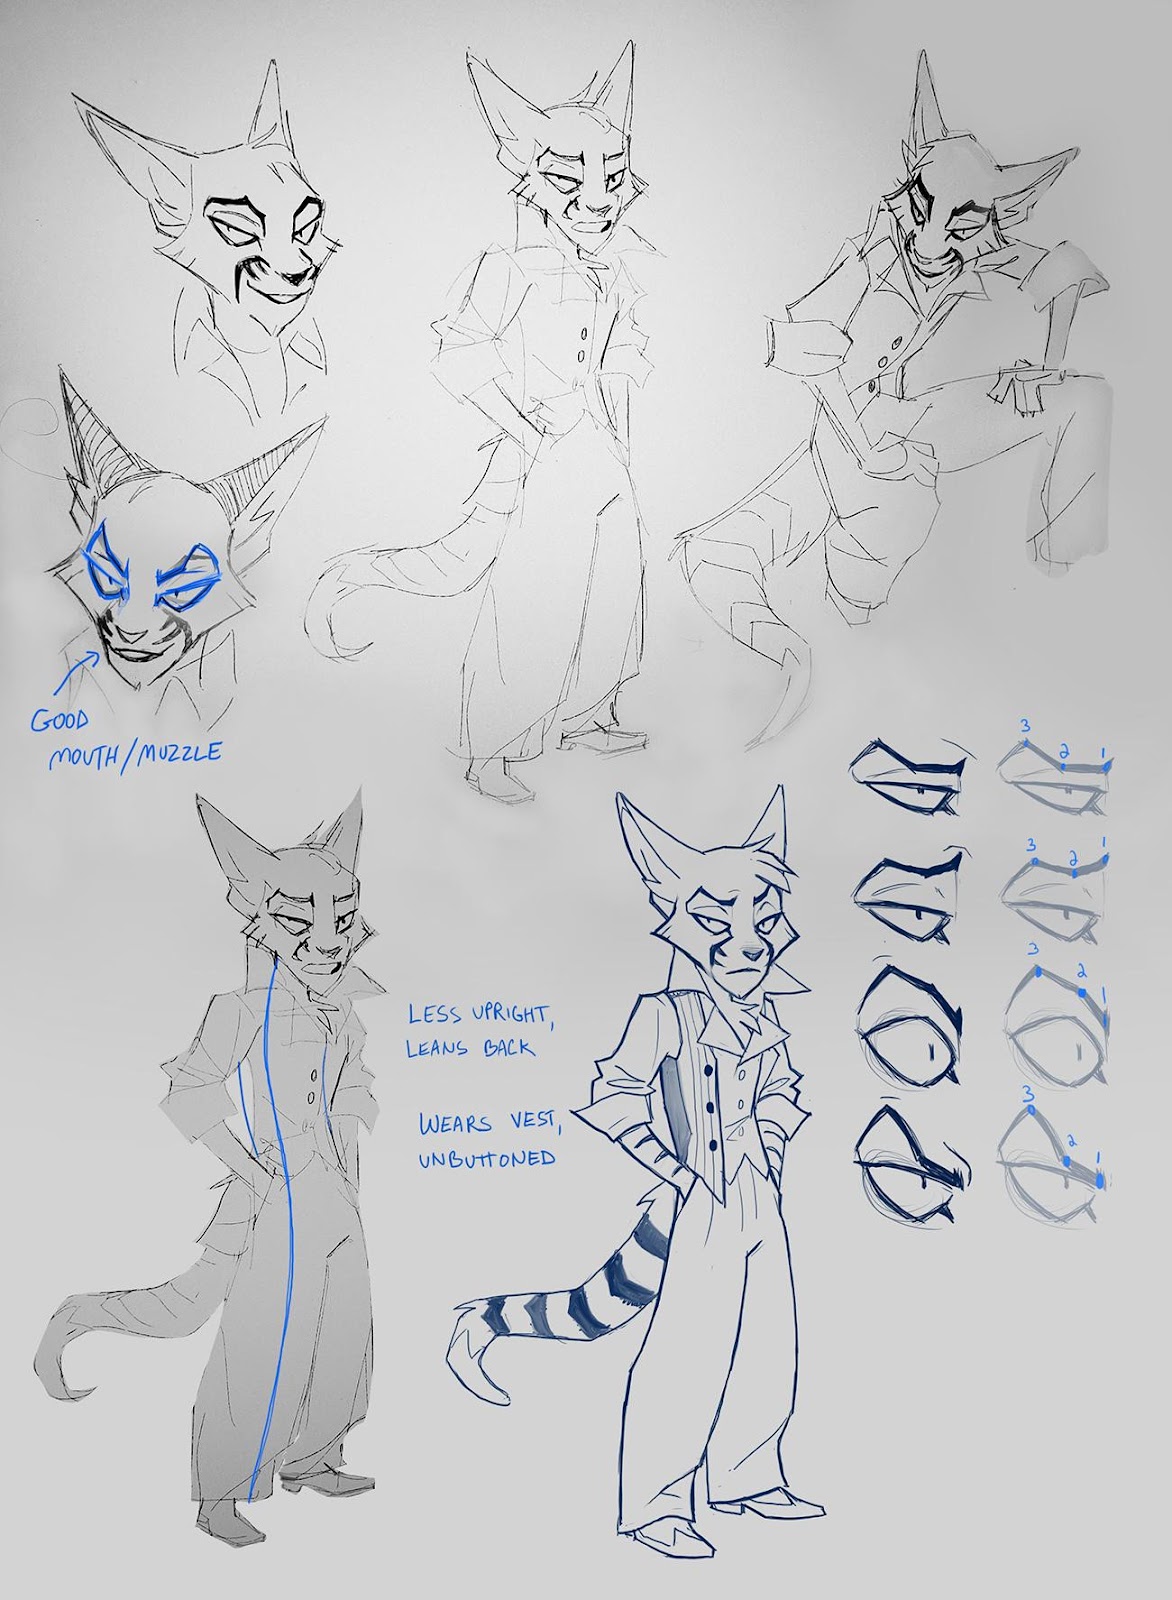 GOOD
MOUTH/MUZZLE
LESS UPRIGHT,
LEANS BACK
WEARS VEST,
UNBUTTONED
3 2 1
3 2 1
3 2 1
3 2 1